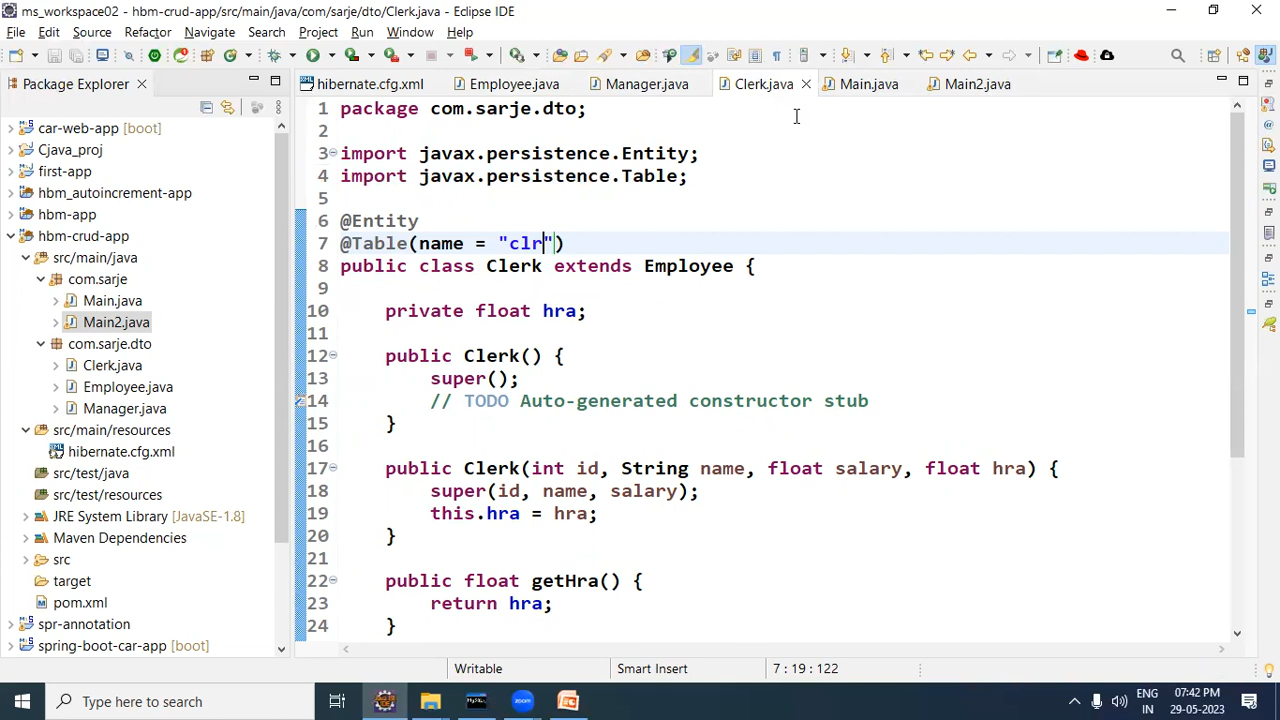 ms_workspace02 - hbm-crud-app/src/main/java/com/sarje/dto/Clerk.java - Eclipse IDE
File Edit Source Refactor Navigate Search Project Run Window Help
Package Explorer
hibernate.cfg.xml Employee.java Manager.java Clerk.java Main.java Main2.java
car-web-app [boot]
Cjava_proj
first-app
hbm_autoincrement-app
hbm-app
hbm-crud-app
src/main/java
com.sarje
Main.java
Main2.java
com.sarje.dto
Clerk.java
Employee.java
Manager.java
src/main/resources
hibernate.cfg.xml
src/test/java
src/test/resources
JRE System Library [JavaSE-1.8]
Maven Dependencies
src
target
pom.xml
spr-annotation
spring-boot-car-app [boot]
1 package com.sarje.dto;
2
3 import javax.persistence.Entity;
4 import javax.persistence.Table;
5
6 @Entity
7 @Table(name = "clr")
8 public class Clerk extends Employee {
9
10 private float hra;
11
12 public Clerk() {
13 super();
14 // TODO Auto-generated constructor stub
15 }
16
17 public Clerk(int id, String name, float salary, float hra) {
18 super(id, name, salary);
19 this.hra = hra;
20 }
21
22 public float getHra() {
23 return hra;
24 }
Writable Smart Insert 7 : 19 : 122
Type here to search
zoom
ENG
IN
07:42 PM
29-05-2023